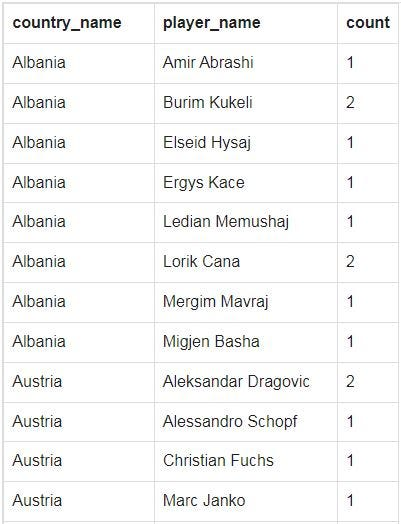 country_name player_name count
Albania Amir Abrashi 1
Albania Burim Kukeli 2
Albania Elseid Hysaj 1
Albania Ergys Kace 1
Albania Ledian Memushaj 1
Albania Lorik Cana 2
Albania Mergim Mavraj 1
Albania Migjen Basha 1
Austria Aleksandar Dragovic 2
Austria Alessandro Schopf 1
Austria Christian Fuchs 1
Austria Marc Janko 1